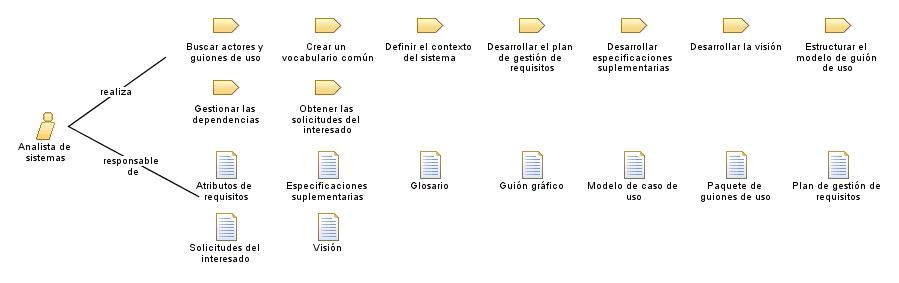 Buscar actores y
guiones de uso
Crear un
vocabulario común
Definir el contexto
del sistema
Desarrollar el plan
de gestión de
requisitos
Desarrollar
especificaciones
suplementarias
Desarrollar la visión
Estructurar el
modelo de guión
de uso
realiza
Gestionar las
dependencias
Obtener las
solicitudes del
interesado
Analista de
sistemas
responsable
de
Atributos de
requisitos
Especificaciones
suplementarias
Glosario
Guión gráfico
Modelo de caso de
uso
Paquete de
guiones de uso
Plan de gestión de
requisitos
Solicitudes del
interesado
Visión